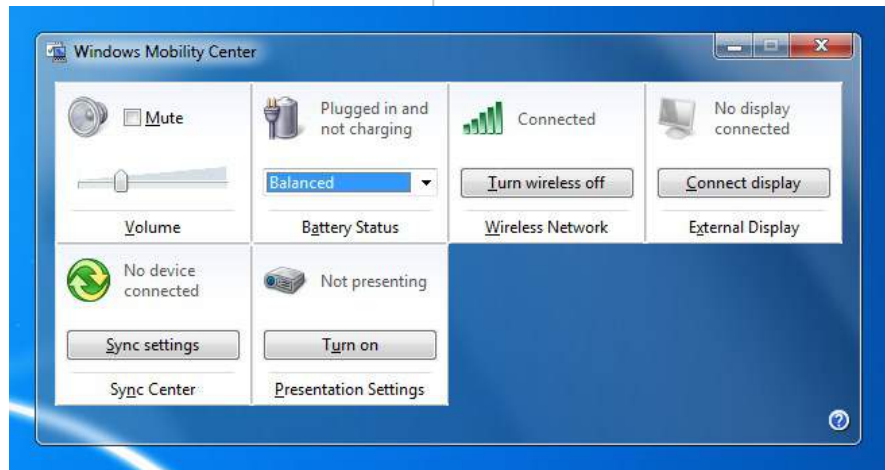 Windows Mobility Center
Mute
Volume
Plugged in and
not charging
Balanced
Battery Status
Connected
Turn wireless off
Wireless Network
No display
connected
Connect display
External Display
No device
connected
Sync settings
Sync Center
Not presenting
Turn on
Presentation Settings